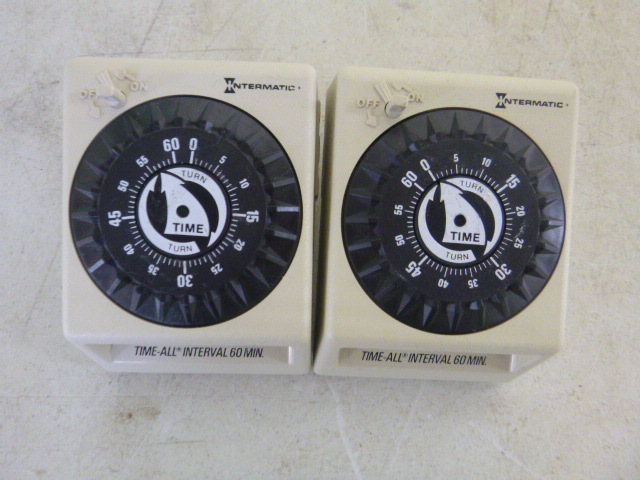 OFF ON
INTERMATIC
60 0 5 10 15 20 25 30 35 40 45 50 55
TURN
TIME
TURN
TIME-ALL® INTERVAL 60 MIN.
OFF ON
INTERMATIC
60 0 5 10 15 20 25 30 35 40 45 50 55
TURN
TIME
TURN
TIME-ALL® INTERVAL 60 MIN.